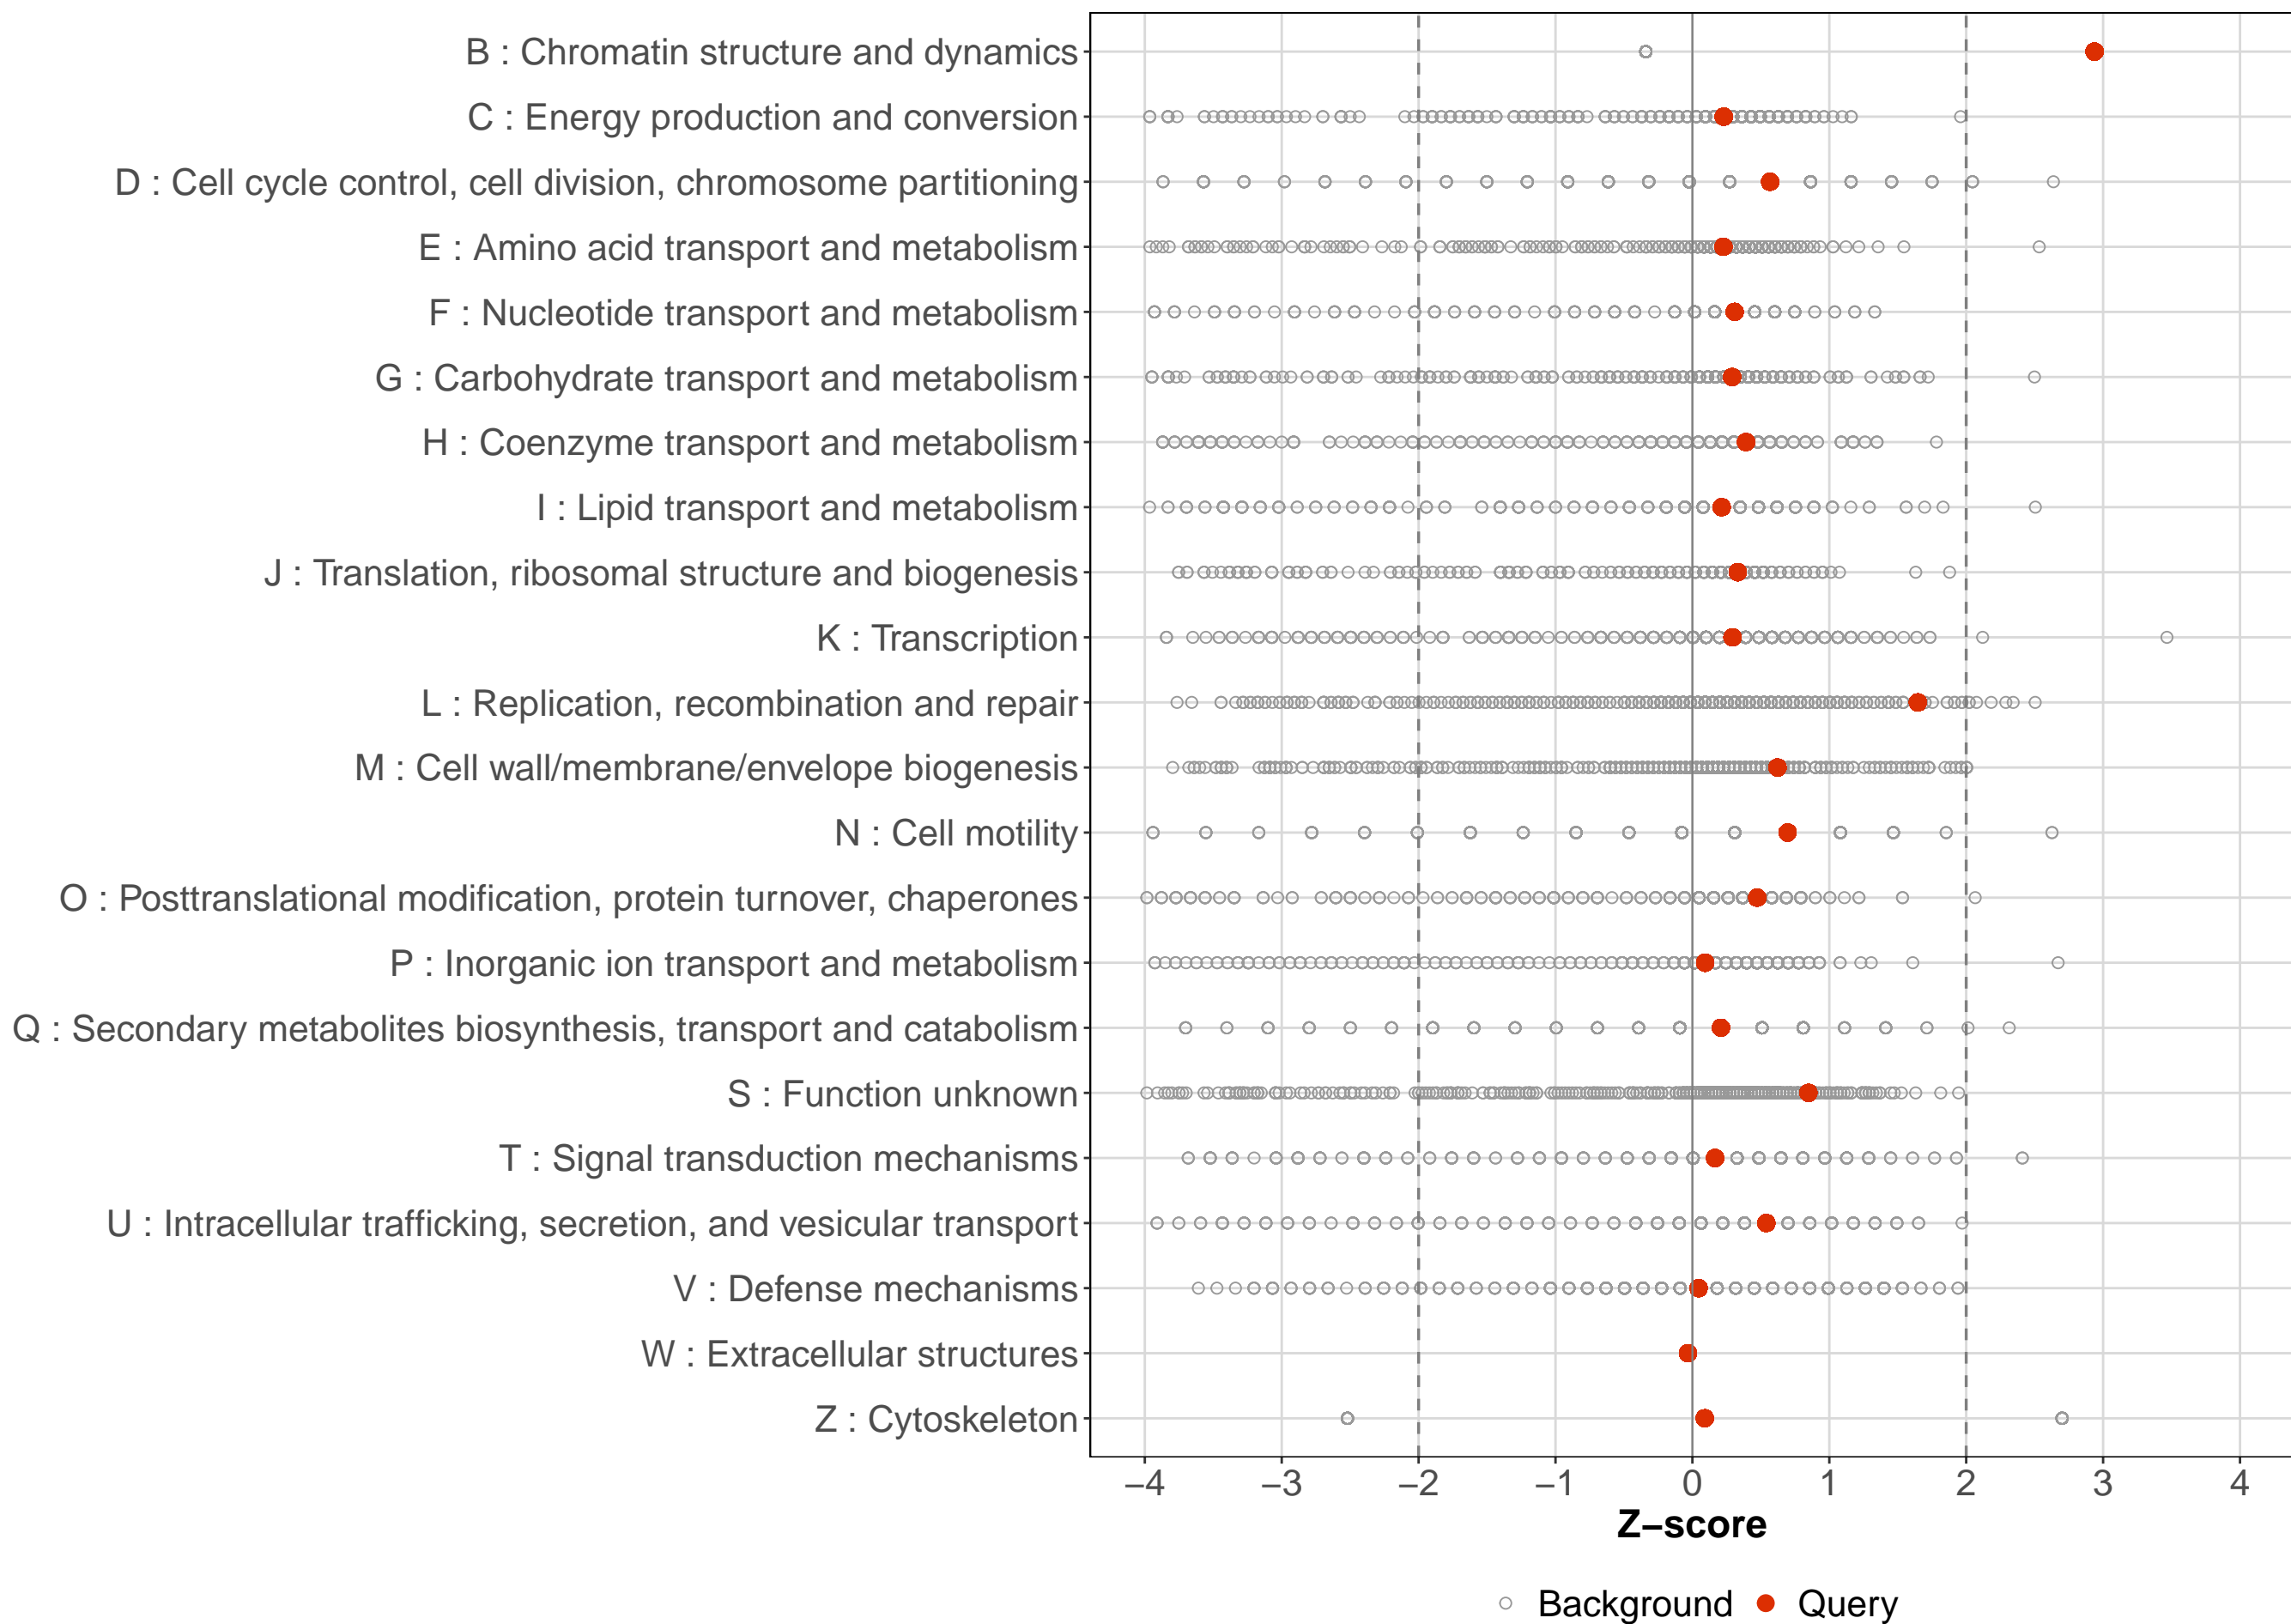 B : Chromatin structure and dynamics
C : Energy production and conversion
D : Cell cycle control, cell division, chromosome partitioning
E : Amino acid transport and metabolism
F : Nucleotide transport and metabolism
G : Carbohydrate transport and metabolism
H : Coenzyme transport and metabolism
I : Lipid transport and metabolism
J : Translation, ribosomal structure and biogenesis
K : Transcription
L : Replication, recombination and repair
M : Cell wall/membrane/envelope biogenesis
N : Cell motility
O : Posttranslational modification, protein turnover, chaperones
P : Inorganic ion transport and metabolism
Q : Secondary metabolites biosynthesis, transport and catabolism
S : Function unknown
T : Signal transduction mechanisms
U : Intracellular trafficking, secretion, and vesicular transport
V : Defense mechanisms
W : Extracellular structures
Z : Cytoskeleton
−4 −3 −2 −1 0 1 2 3 4
Z−score
Background Query